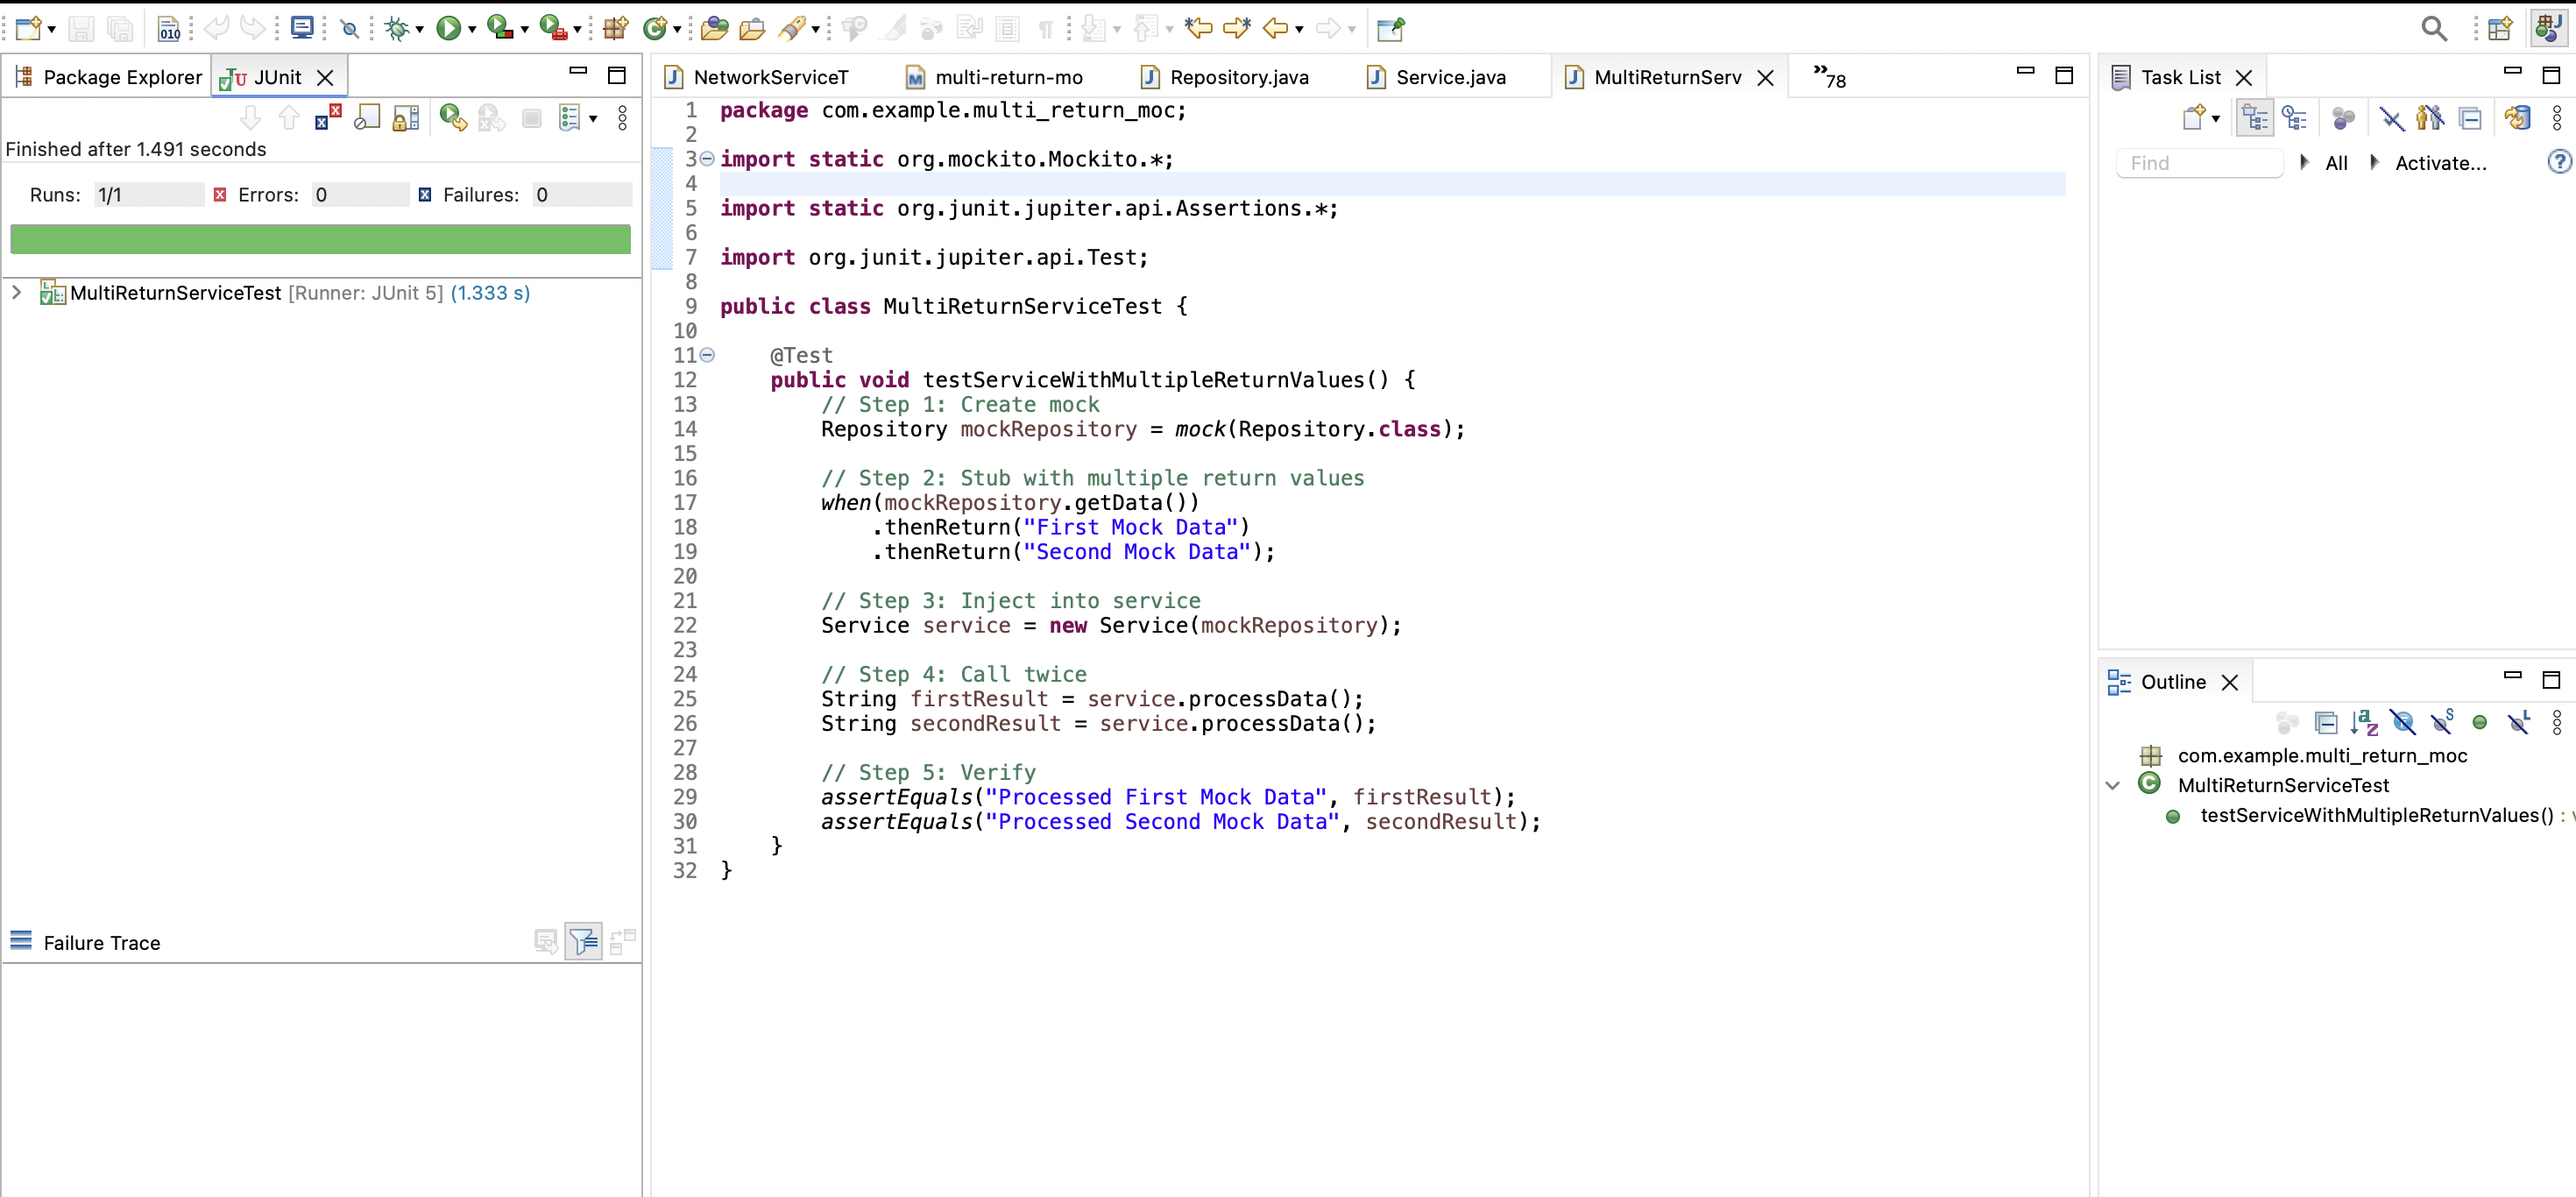 Package Explorer
JUnit
NetworkServiceT
multi-return-mo
Repository.java
Service.java
MultiReturnServ
»78
Task List
Finished after 1.491 seconds
Runs: 1/1
Errors: 0
Failures: 0
MultiReturnServiceTest [Runner: JUnit 5] (1.333 s)
Failure Trace
1 package com.example.multi_return_moc;
2
3 import static org.mockito.Mockito.*;
4
5 import static org.junit.jupiter.api.Assertions.*;
6
7 import org.junit.jupiter.api.Test;
8
9 public class MultiReturnServiceTest {
10
11 @Test
12 public void testServiceWithMultipleReturnValues() {
13 // Step 1: Create mock
14 Repository mockRepository = mock(Repository.class);
15
16 // Step 2: Stub with multiple return values
17 when(mockRepository.getData())
18 .thenReturn("First Mock Data")
19 .thenReturn("Second Mock Data");
20
21 // Step 3: Inject into service
22 Service service = new Service(mockRepository);
23
24 // Step 4: Call twice
25 String firstResult = service.processData();
26 String secondResult = service.processData();
27
28 // Step 5: Verify
29 assertEquals("Processed First Mock Data", firstResult);
30 assertEquals("Processed Second Mock Data", secondResult);
31 }
32 }
Find
All
Activate...
Outline
com.example.multi_return_moc
MultiReturnServiceTest
testServiceWithMultipleReturnValues() :